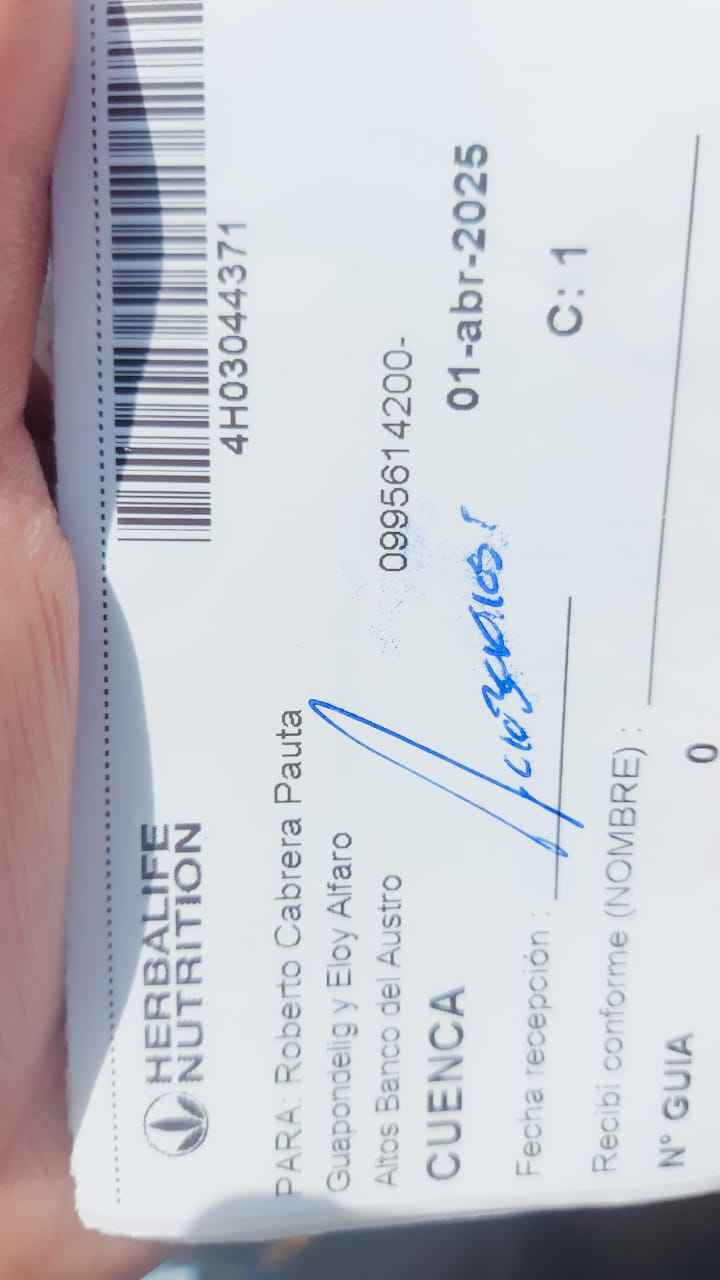 HERBALIFE
NUTRITION
4H03044371
PARA: Roberto Cabrera Pauta
Guapondelig y Eloy Alfaro
Altos Banco del Austro
0995614200-
CUENCA
01-abr-2025
Fecha recepción :
C: 1
Recibí conforme (NOMBRE) :
N° GUIA
0